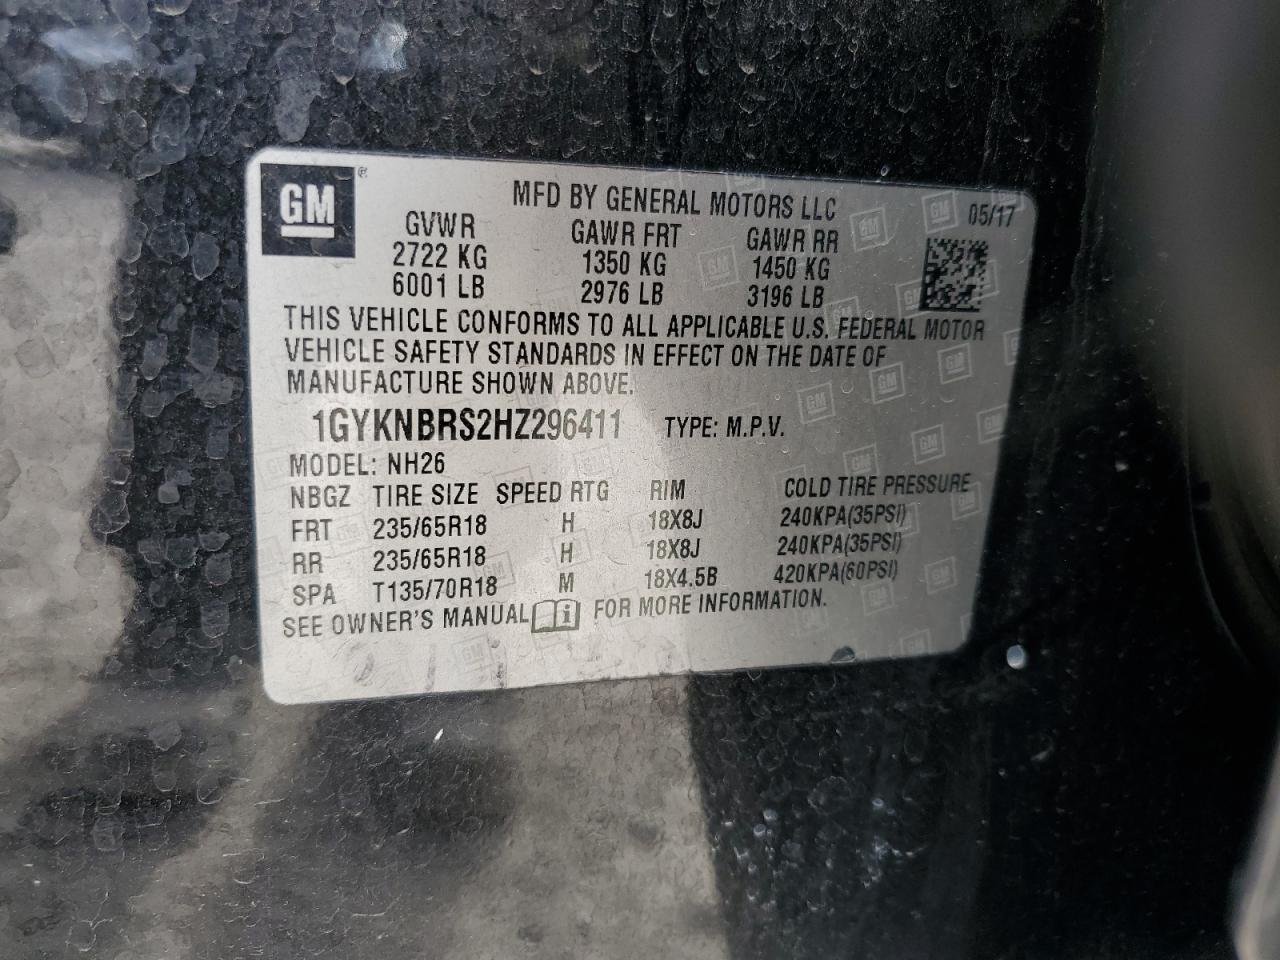 GM ®
MFD BY GENERAL MOTORS LLC 05/17
GVWR GAWR FRT GAWR RR
2722 KG 1350 KG 1450 KG
6001 LB 2976 LB 3196 LB
THIS VEHICLE CONFORMS TO ALL APPLICABLE U.S. FEDERAL MOTOR
VEHICLE SAFETY STANDARDS IN EFFECT ON THE DATE OF
MANUFACTURE SHOWN ABOVE.
1GYKNBRS2HZ296411 TYPE: M.P.V.
MODEL: NH26
NBGZ TIRE SIZE SPEED RTG RIM COLD TIRE PRESSURE
FRT 235/65R18 H 18X8J 240KPA(35PSI)
RR 235/65R18 H 18X8J 240KPA(35PSI)
SPA T135/70R18 M 18X4.5B 420KPA(60PSI)
SEE OWNER'S MANUAL i FOR MORE INFORMATION.